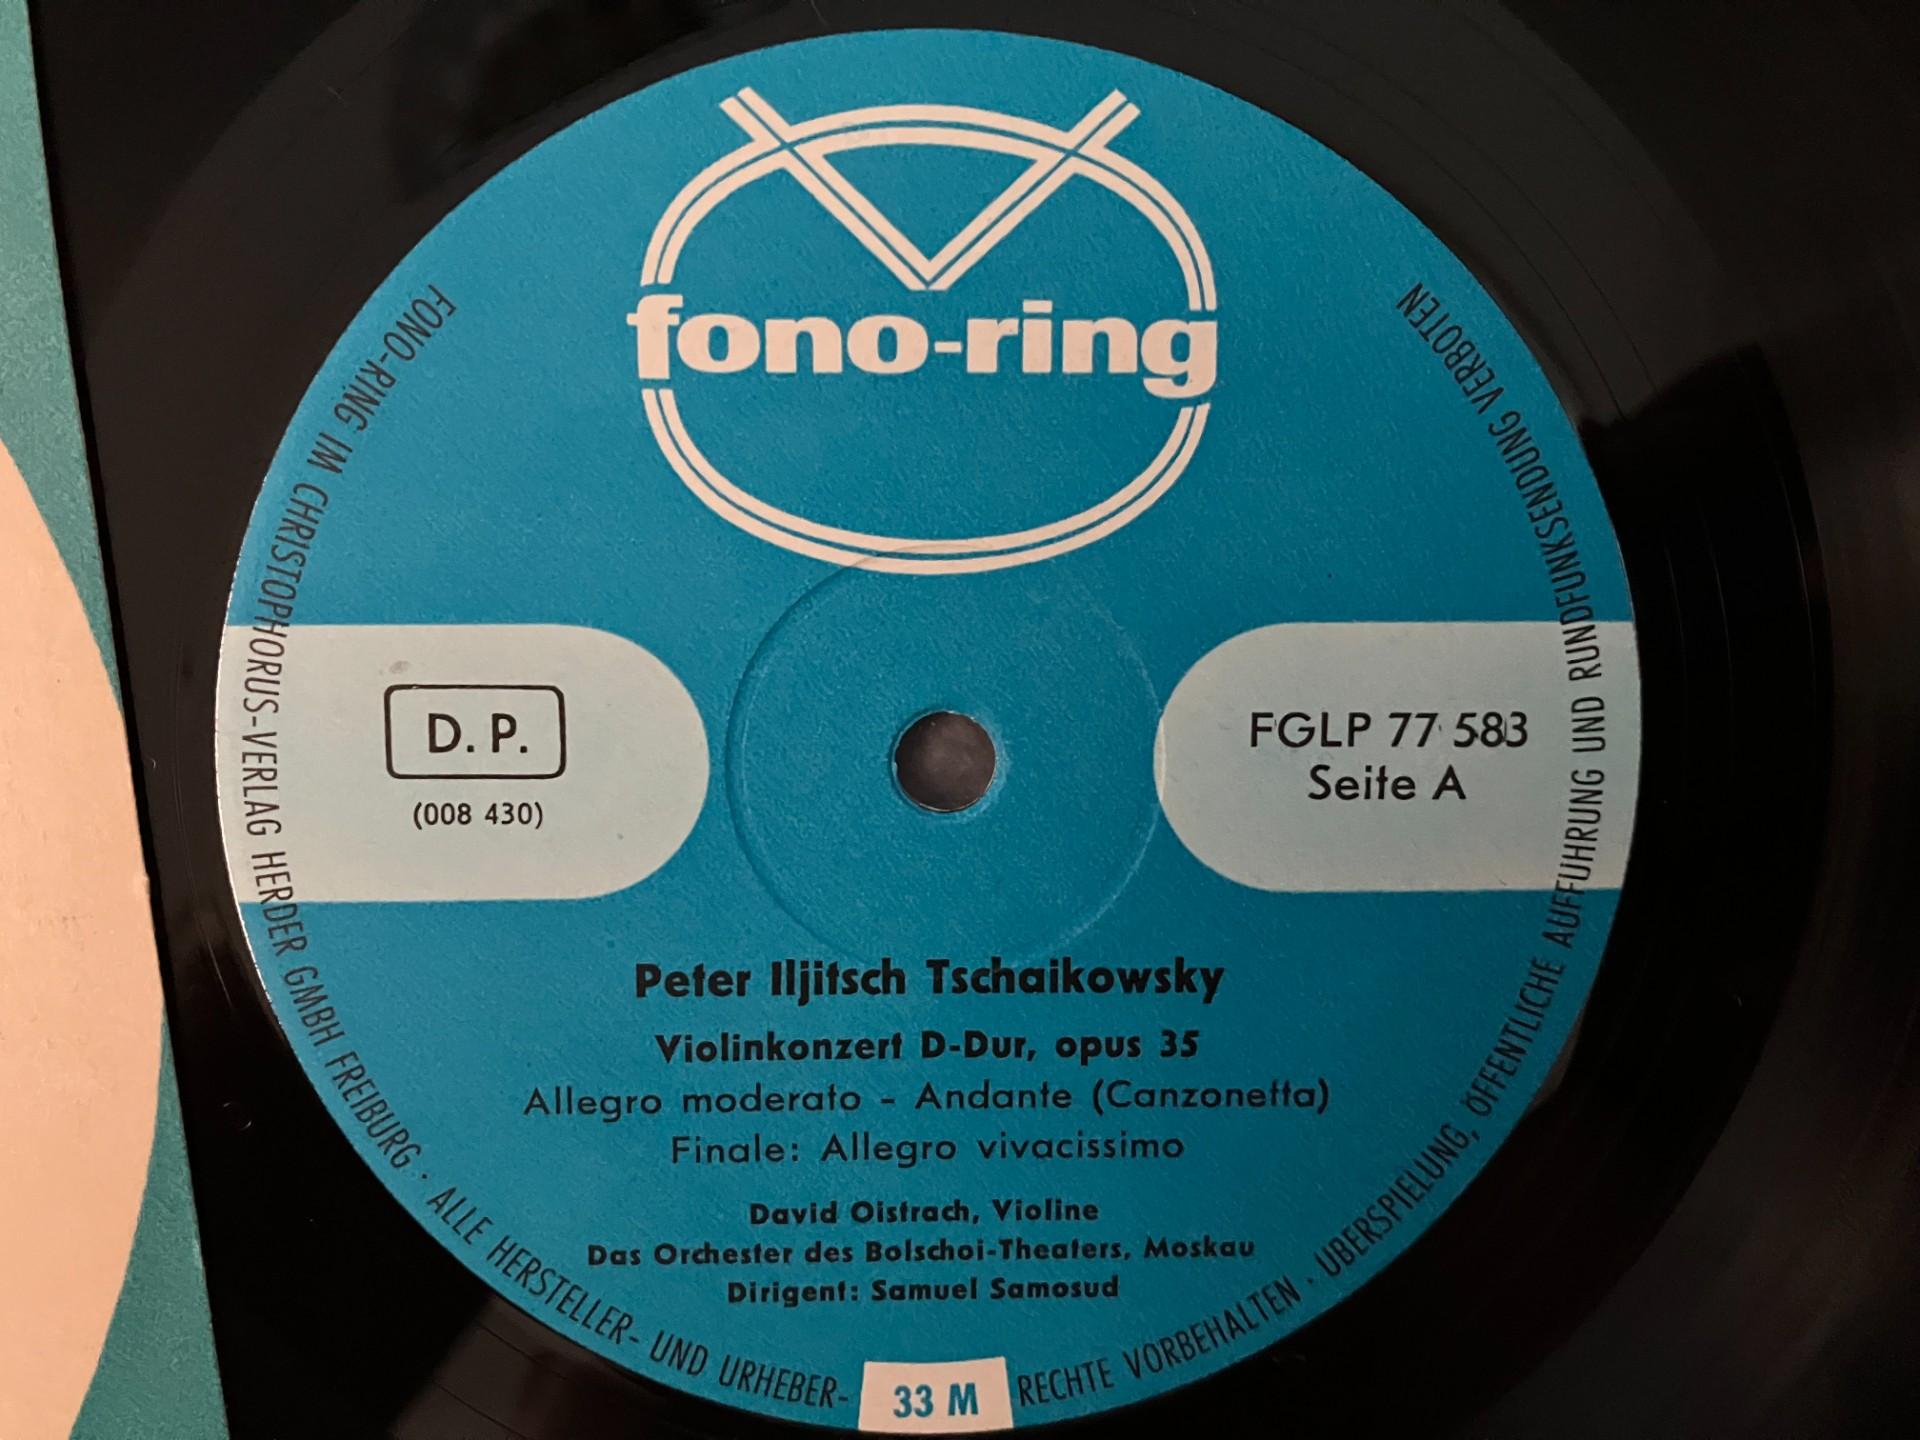 fono-ring
D. P.
(008 430)
FGLP 77 583
Seite A
Peter Iljitsch Tschaikowsky
Violinkonzert D-Dur, opus 35
Allegro moderato - Andante (Canzonetta)
Finale: Allegro vivacissimo
David Oistrach, Violine
Das Orchester des Bolschoi-Theaters, Moskau
Dirigent: Samuel Samosud
33 M
FONO-RING IM CHRISTOPHORUS-VERLAG HERDER GMBH FREIBURG · ALLE HERSTELLER- UND URHEBER-RECHTE VORBEHALTEN · ÜBERSPIELUNG, ÖFFENTLICHE AUFFÜHRUNG UND RUNDFUNKSENDUNG VERBOTEN